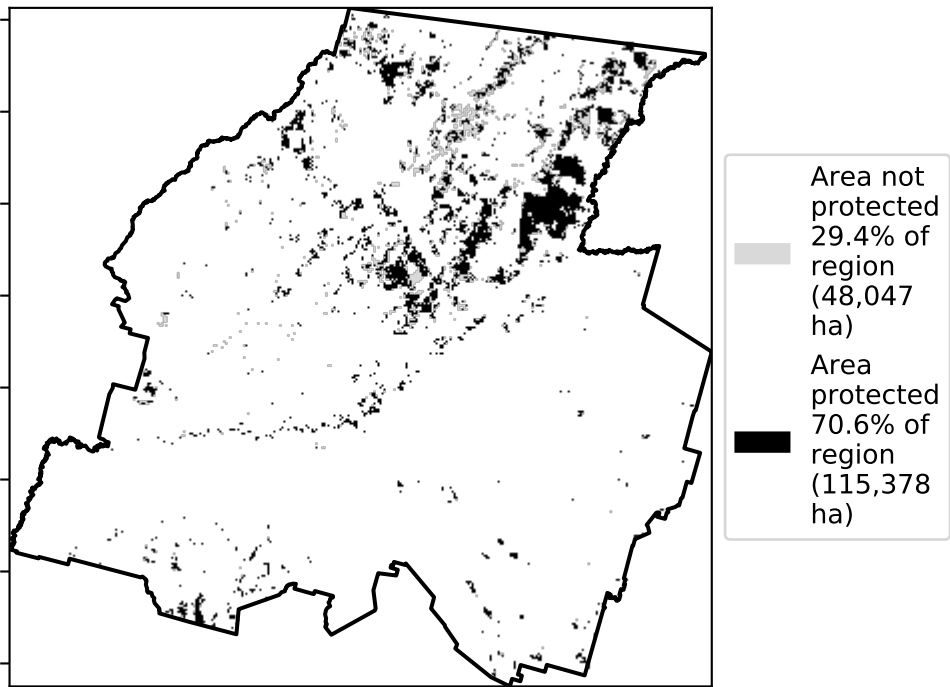 Area not
protected
29.4% of
region
(48,047
ha)
Area
protected
70.6% of
region
(115,378
ha)